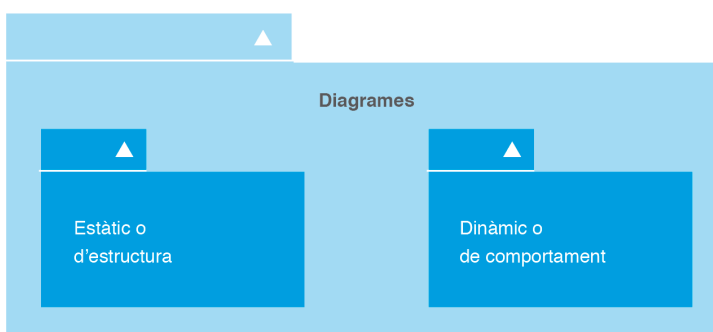 Diagrames
Estàtic o
d’estructura
Dinàmic o
de comportament